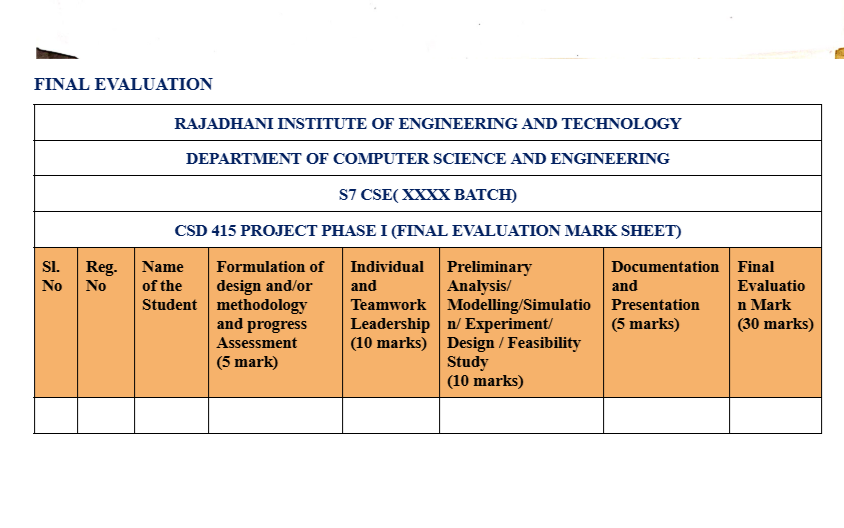 FINAL EVALUATION
RAJADHANI INSTITUTE OF ENGINEERING AND TECHNOLOGY
DEPARTMENT OF COMPUTER SCIENCE AND ENGINEERING
S7 CSE( XXXX BATCH)
CSD 415 PROJECT PHASE I (FINAL EVALUATION MARK SHEET)
Sl.
No
Reg.
No
Name
of the
Student
Formulation of
design and/or
methodology
and progress
Assessment
(5 mark)
Individual
and
Teamwork
Leadership
(10 marks)
Preliminary
Analysis/
Modelling/Simulatio
n/ Experiment/
Design / Feasibility
Study
(10 marks)
Documentation
and
Presentation
(5 marks)
Final
Evaluatio
n Mark
(30 marks)